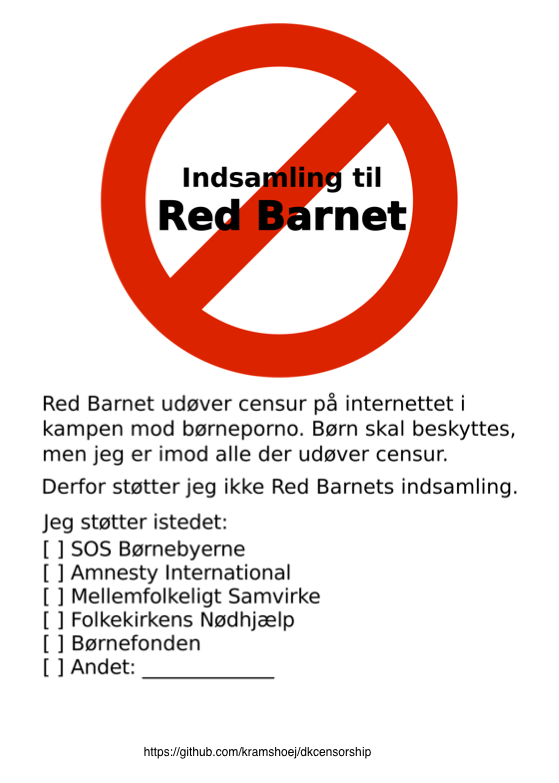 Indsamling til
Red Barnet
Red Barnet udøver censur på internettet i
kampen mod børneporno. Børn skal beskyttes,
men jeg er imod alle der udøver censur.
Derfor støtter jeg ikke Red Barnets indsamling.
Jeg støtter istedet:
[ ] SOS Børnebyerne
[ ] Amnesty International
[ ] Mellemfolkeligt Samvirke
[ ] Folkekirkens Nødhjælp
[ ] Børnefonden
[ ] Andet: _____________
https://github.com/kramshoej/dkcensorship